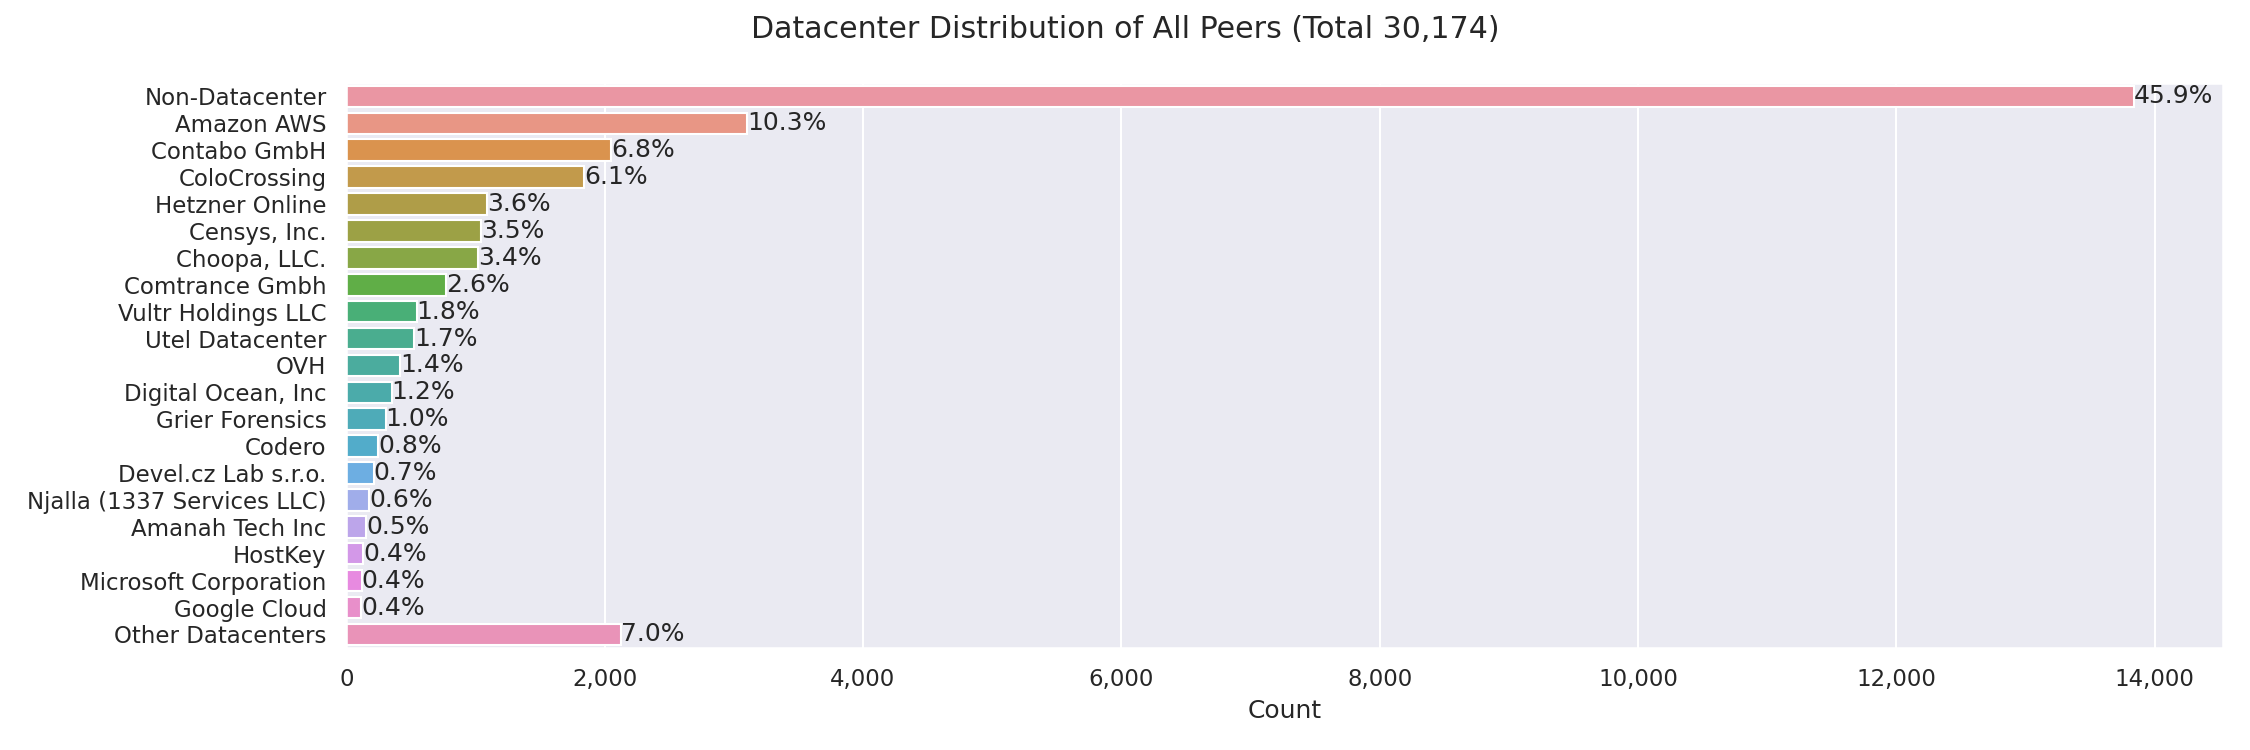 Datacenter Distribution of All Peers (Total 30,174)
Non-Datacenter 45.9%
Amazon AWS 10.3%
Contabo GmbH 6.8%
ColoCrossing 6.1%
Hetzner Online 3.6%
Censys, Inc. 3.5%
Choopa, LLC. 3.4%
Comtrance Gmbh 2.6%
Vultr Holdings LLC 1.8%
Utel Datacenter 1.7%
OVH 1.4%
Digital Ocean, Inc 1.2%
Grier Forensics 1.0%
Codero 0.8%
Devel.cz Lab s.r.o. 0.7%
Njalla (1337 Services LLC) 0.6%
Amanah Tech Inc 0.5%
HostKey 0.4%
Microsoft Corporation 0.4%
Google Cloud 0.4%
Other Datacenters 7.0%
0 2,000 4,000 6,000 8,000 10,000 12,000 14,000
Count